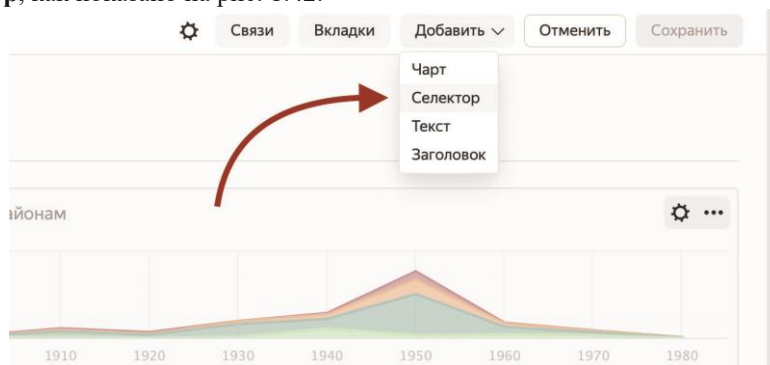 р, как показано на рис. 1.42.
Связи Вкладки Добавить Отменить Сохранить
Чарт
Селектор
Текст
Заголовок
айонам
1910 1920 1930 1940 1950 1960 1970 1980